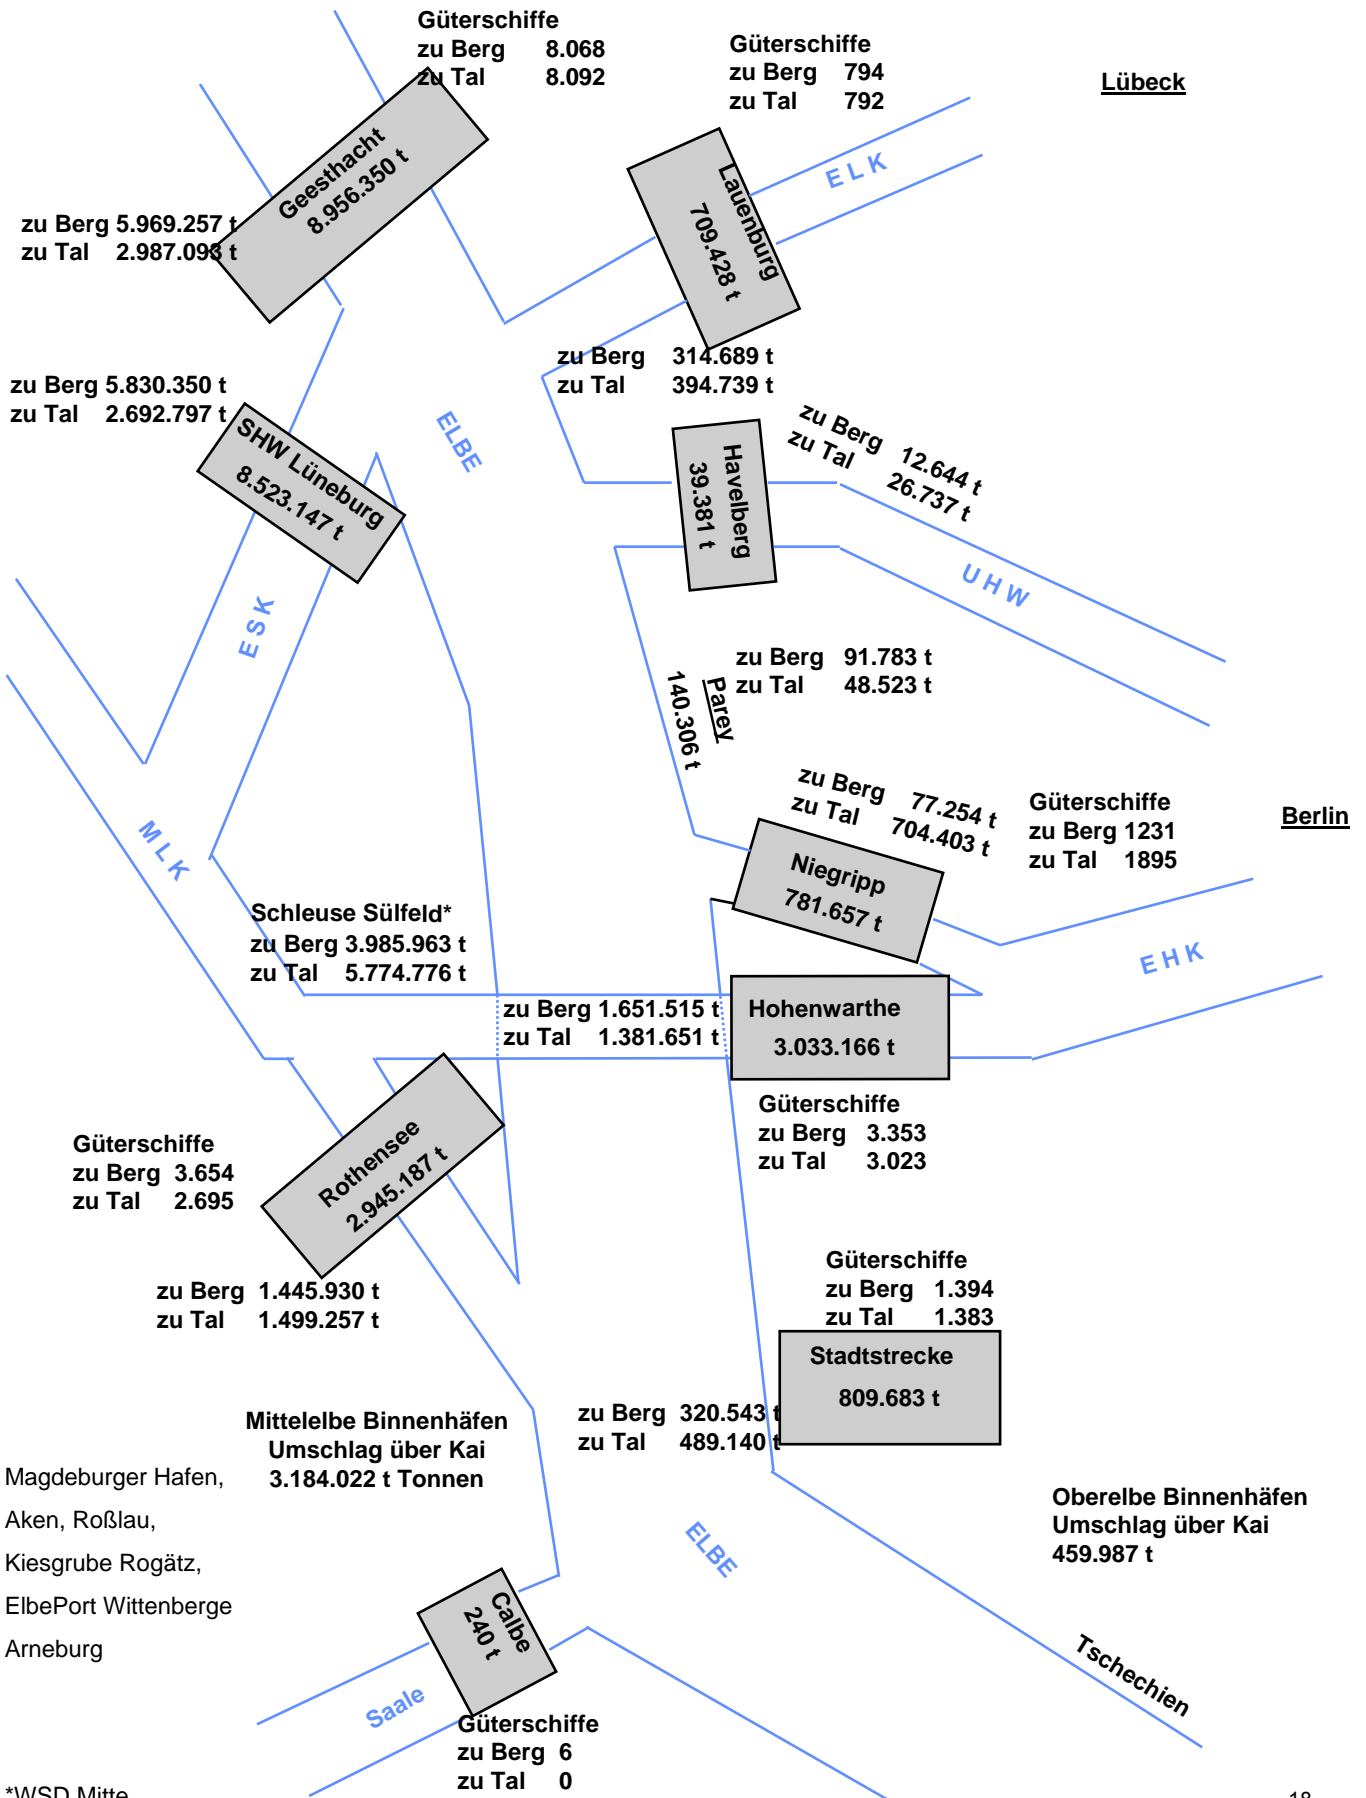 Güterschiffe
zu Berg 8.068
zu Tal 8.092
Güterschiffe
zu Berg 794
zu Tal 792
Lübeck
Geesthacht
8.956.350 t
Lauenburg
709.428 t
ELK
zu Berg 5.969.257 t
zu Tal 2.987.093 t
zu Berg 314.689 t
zu Tal 394.739 t
zu Berg 5.830.350 t
zu Tal 2.692.797 t
SHW Lüneburg
8.523.147 t
ELBE
Havelberg
39.381 t
zu Berg 12.644 t
zu Tal 26.737 t
UHW
ESK
zu Berg 91.783 t
zu Tal 48.523 t
Parey
140.306 t
zu Berg 77.254 t
zu Tal 704.403 t
Güterschiffe
zu Berg 1231
zu Tal 1895
Berlin
MLK
Niegripp
781.657 t
Schleuse Sülfeld*
zu Berg 3.985.963 t
zu Tal 5.774.776 t
EHK
zu Berg 1.651.515 t
zu Tal 1.381.651 t
Hohenwarthe
3.033.166 t
Güterschiffe
zu Berg 3.353
zu Tal 3.023
Güterschiffe
zu Berg 3.654
zu Tal 2.695
Rothensee
2.945.187 t
zu Berg 1.445.930 t
zu Tal 1.499.257 t
Güterschiffe
zu Berg 1.394
zu Tal 1.383
Stadtstrecke
809.683 t
zu Berg 320.543 t
zu Tal 489.140 t
Mittelelbe Binnenhäfen
Umschlag über Kai
3.184.022 t Tonnen
Magdeburger Hafen,
Aken, Roßlau,
Kiesgrube Rogätz,
ElbePort Wittenberge
Arneburg
Oberelbe Binnenhäfen
Umschlag über Kai
459.987 t
ELBE
Calbe
240 t
Tschechien
Saale
Güterschiffe
zu Berg 6
zu Tal 0
*WSD Mitte
18